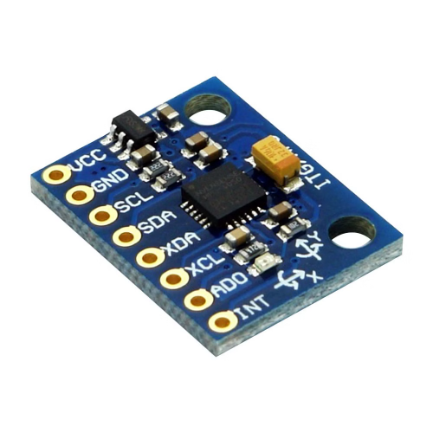 VCC
GND
SCL
SDA
XDA
XCL
ADO
INT
ITG
Y
X